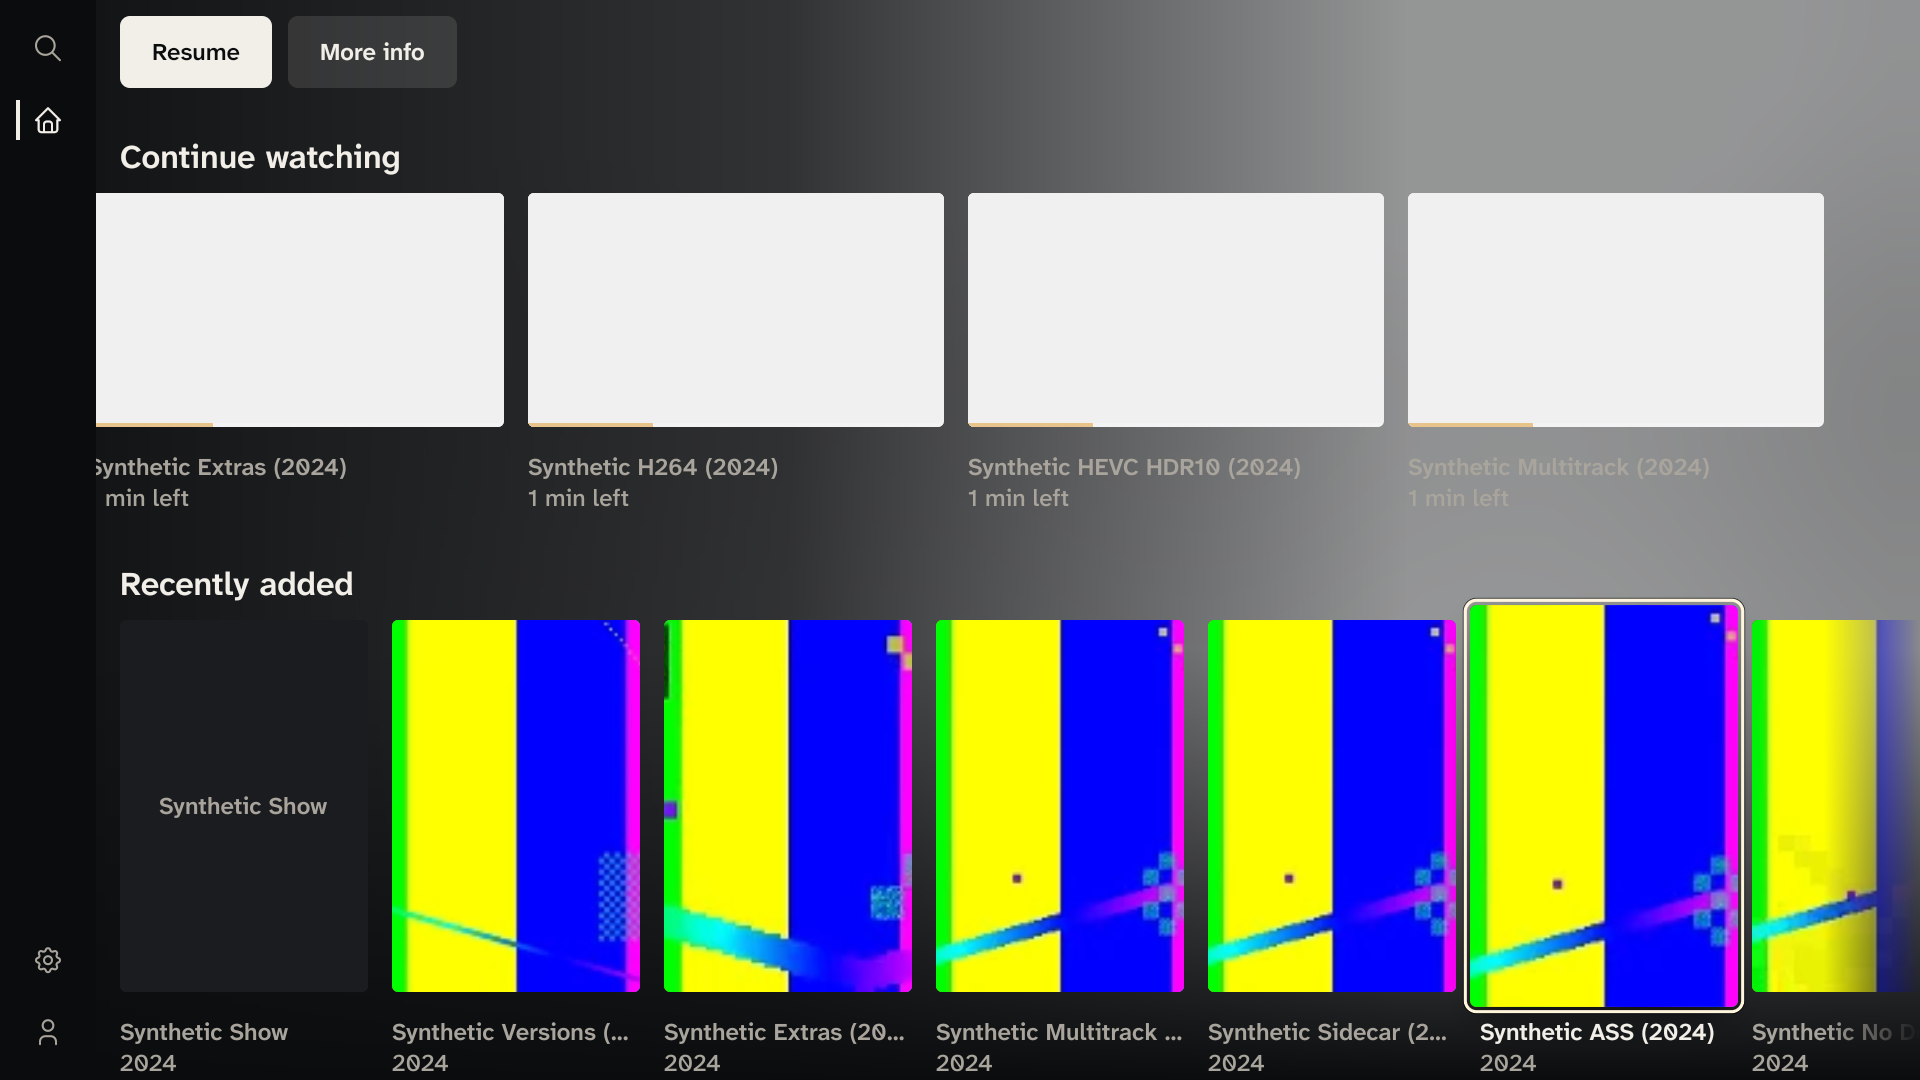 Resume
More info
Continue watching
Synthetic Extras (2024)
min left
Synthetic H264 (2024)
1 min left
Synthetic HEVC HDR10 (2024)
1 min left
Synthetic Multitrack (2024)
1 min left
Recently added
Synthetic Show
Synthetic Show
2024
Synthetic Versions (...
2024
Synthetic Extras (20...
2024
Synthetic Multitrack ...
2024
Synthetic Sidecar (2...
2024
Synthetic ASS (2024)
2024
Synthetic No D
2024